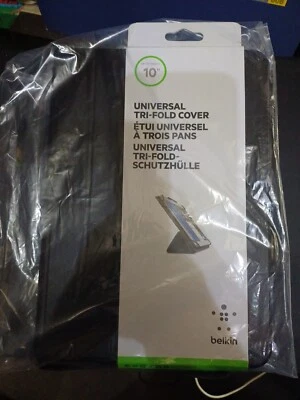 10"
UNIVERSAL
TRI-FOLD COVER
ÉTUI UNIVERSEL
À TROIS PANS
UNIVERSAL
TRI-FOLD-
SCHUTZHÜLLE
belkin